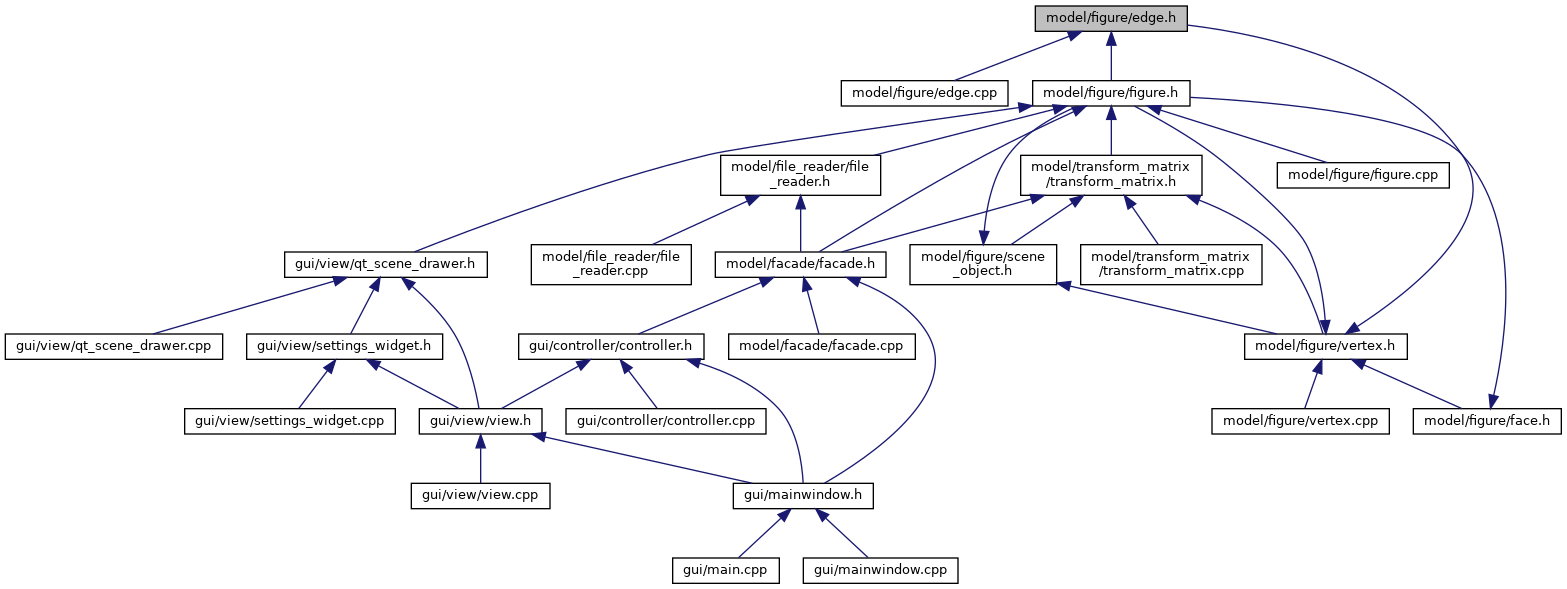 model/figure/edge.h
model/figure/edge.cpp
model/figure/figure.h
model/file_reader/file
_reader.h
model/transform_matrix
/transform_matrix.h
model/figure/figure.cpp
gui/view/qt_scene_drawer.h
model/file_reader/file
_reader.cpp
model/facade/facade.h
model/figure/scene
_object.h
model/transform_matrix
/transform_matrix.cpp
gui/view/qt_scene_drawer.cpp
gui/view/settings_widget.h
gui/controller/controller.h
model/facade/facade.cpp
model/figure/vertex.h
gui/view/settings_widget.cpp
gui/view/view.h
gui/controller/controller.cpp
model/figure/vertex.cpp
model/figure/face.h
gui/view/view.cpp
gui/mainwindow.h
gui/main.cpp
gui/mainwindow.cpp